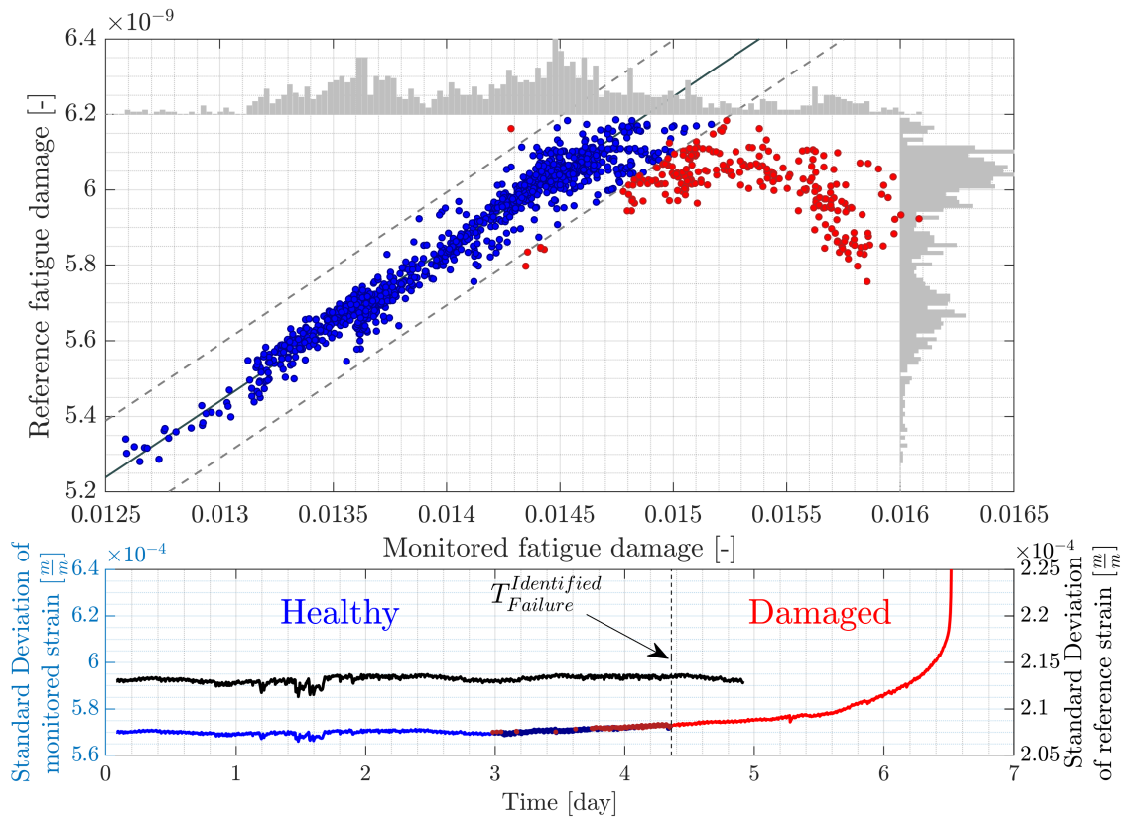 ×10⁻⁹
6.4
6.2
6
5.8
5.6
5.4
5.2
Reference fatigue damage [-]
0.0125 0.013 0.0135 0.014 0.0145 0.015 0.0155 0.016 0.0165
Monitored fatigue damage [-]
×10⁻⁴
×10⁻⁴
6.4
6.2
6
5.8
5.6
Standard Deviation of
monitored strain [m/m]
Healthy
T_{Failure}^{Identified}
Damaged
2.25
2.2
2.15
2.1
2.05
Standard Deviation
of reference strain [m/m]
0 1 2 3 4 5 6 7
Time [day]